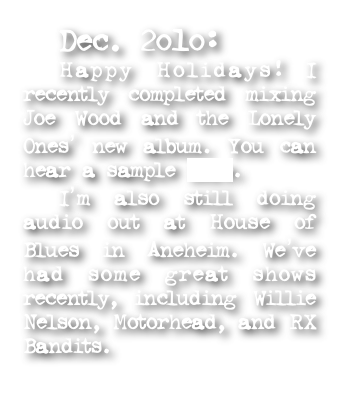 Dec. 2010:
Happy Holidays! I
recently completed mixing
Joe Wood and the Lonely
Ones' new album. You can
hear a sample .
I'm also still doing
audio out at House of
Blues in Aneheim. We've
had some great shows
recently, including Willie
Nelson, Motorhead, and RX
Bandits.